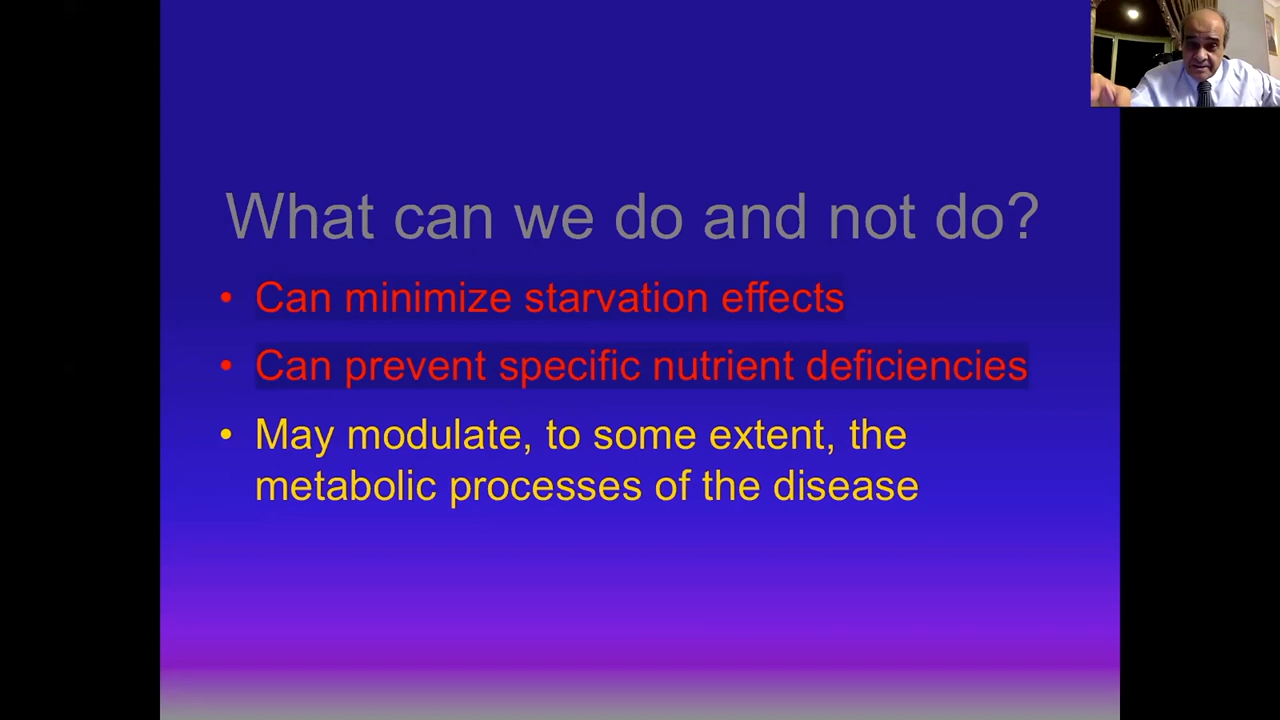 What can we do and not do?
• Can minimize starvation effects
• Can prevent specific nutrient deficiencies
• May modulate, to some extent, the
metabolic processes of the disease